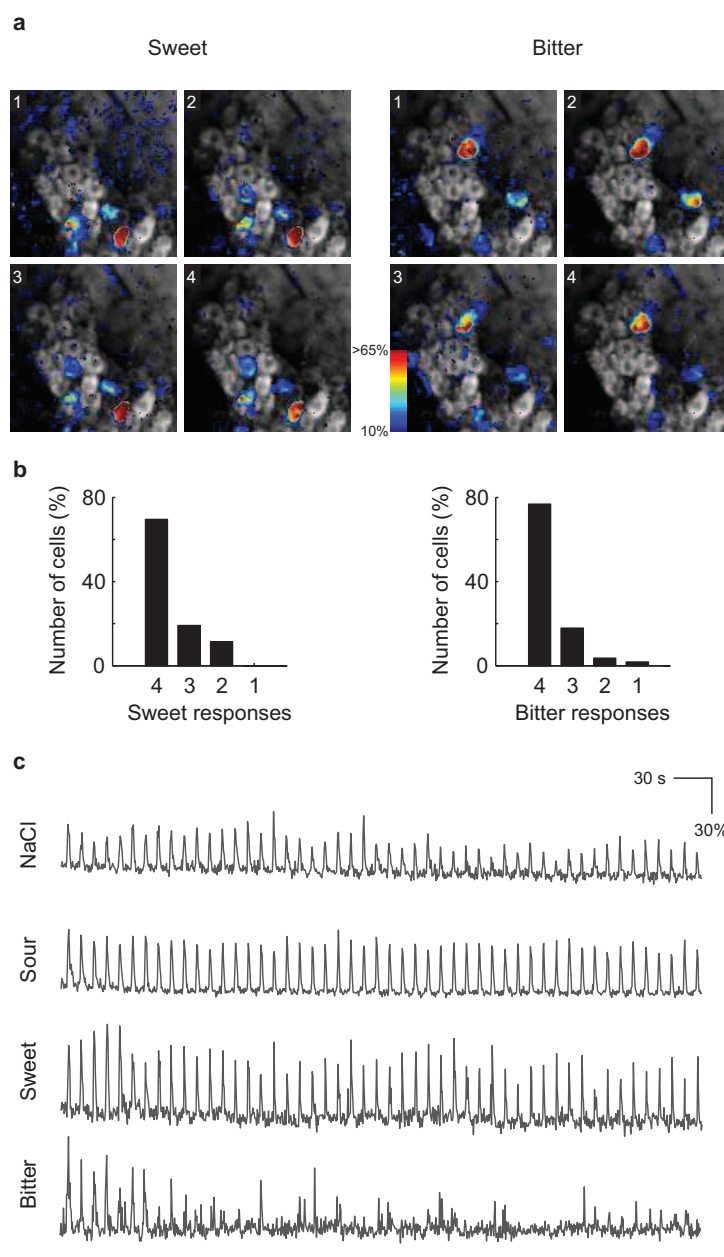 a
Sweet
Bitter
1 2
1 2
3 4
3 4
>65%
10%
b
Number of cells (%)
80
40
0
4 3 2 1
Sweet responses
Number of cells (%)
80
40
0
4 3 2 1
Bitter responses
c
30 s
30%
NaCl
Sour
Sweet
Bitter